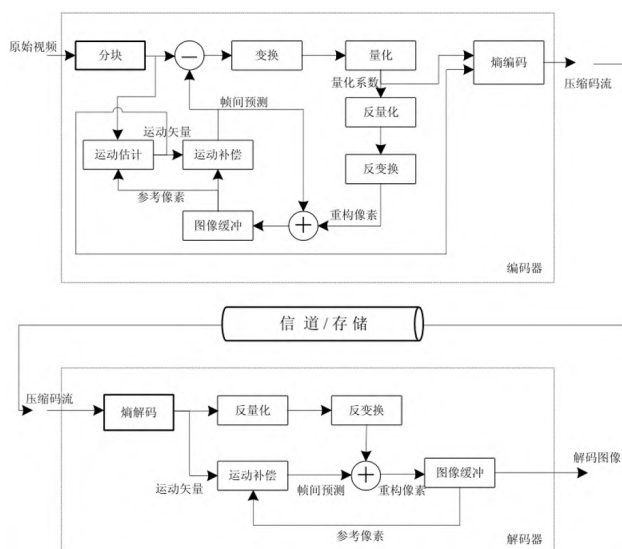 原始视频
分块
变换
量化
熵编码
压缩码流
量化系数
帧间预测
反量化
运动矢量
运动估计
运动补偿
反变换
参考像素
重构像素
图像缓冲
编码器
信道/存储
压缩码流
熵解码
反量化
反变换
运动矢量
运动补偿
帧间预测
重构像素
图像缓冲
解码图像
参考像素
解码器